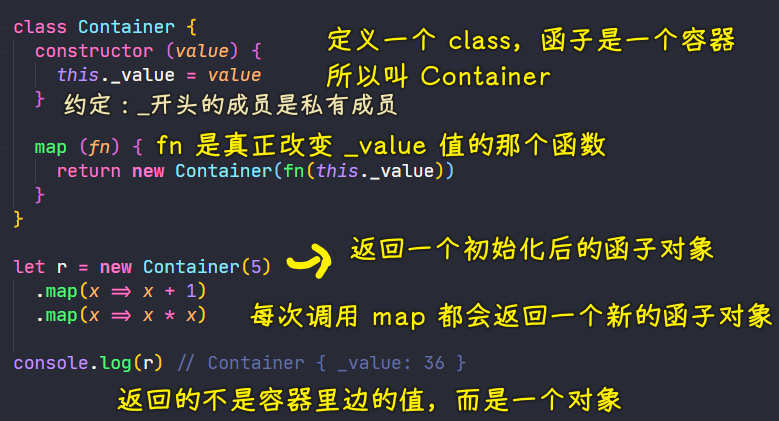 class Container {
constructor (value) { 定义一个 class，函子是一个容器
this._value = value 所以叫 Container
} 约定：_开头的成员是私有成员
map (fn) { fn 是真正改变 _value 值的那个函数
return new Container(fn(this._value))
}
}
let r = new Container(5) 返回一个初始化后的函子对象
.map(x => x + 1)
.map(x => x * x) 每次调用 map 都会返回一个新的函子对象
console.log(r) // Container { _value: 36 }
返回的不是容器里边的值，而是一个对象